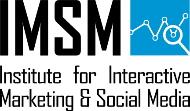 IMSM
Institute for Interactive
Marketing & Social Media